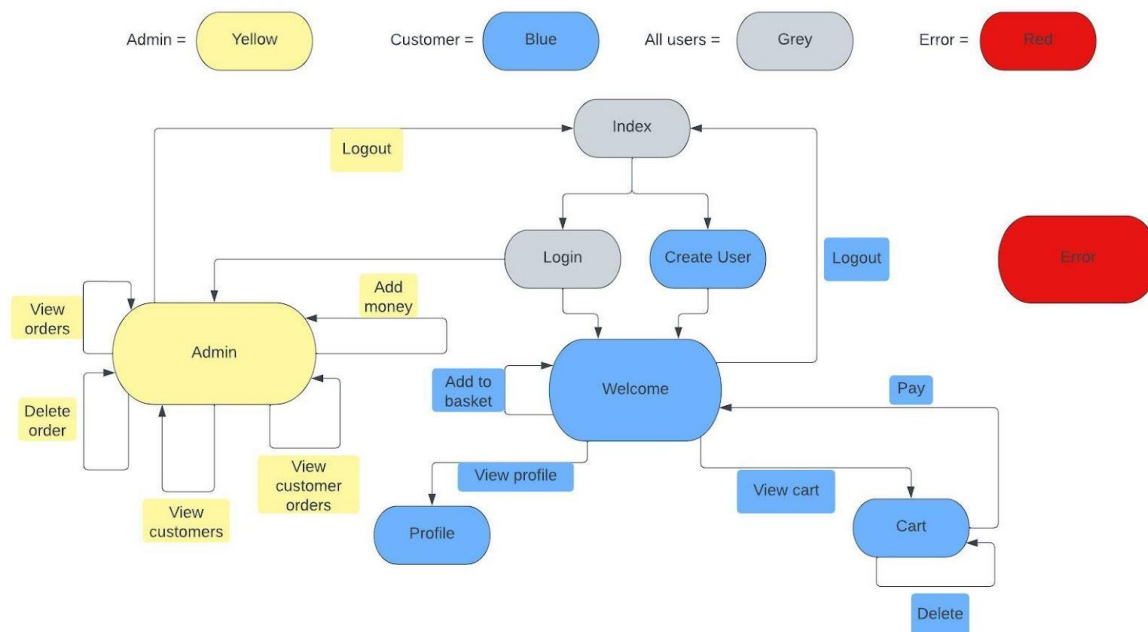 Admin =
Yellow
Customer =
Blue
All users =
Grey
Error =
Red
Index
Logout
Login
Create User
Logout
Error
View
orders
Add
money
Admin
Welcome
Add to
basket
Pay
Delete
order
View
customer
orders
View profile
View cart
View
customers
Profile
Cart
Delete